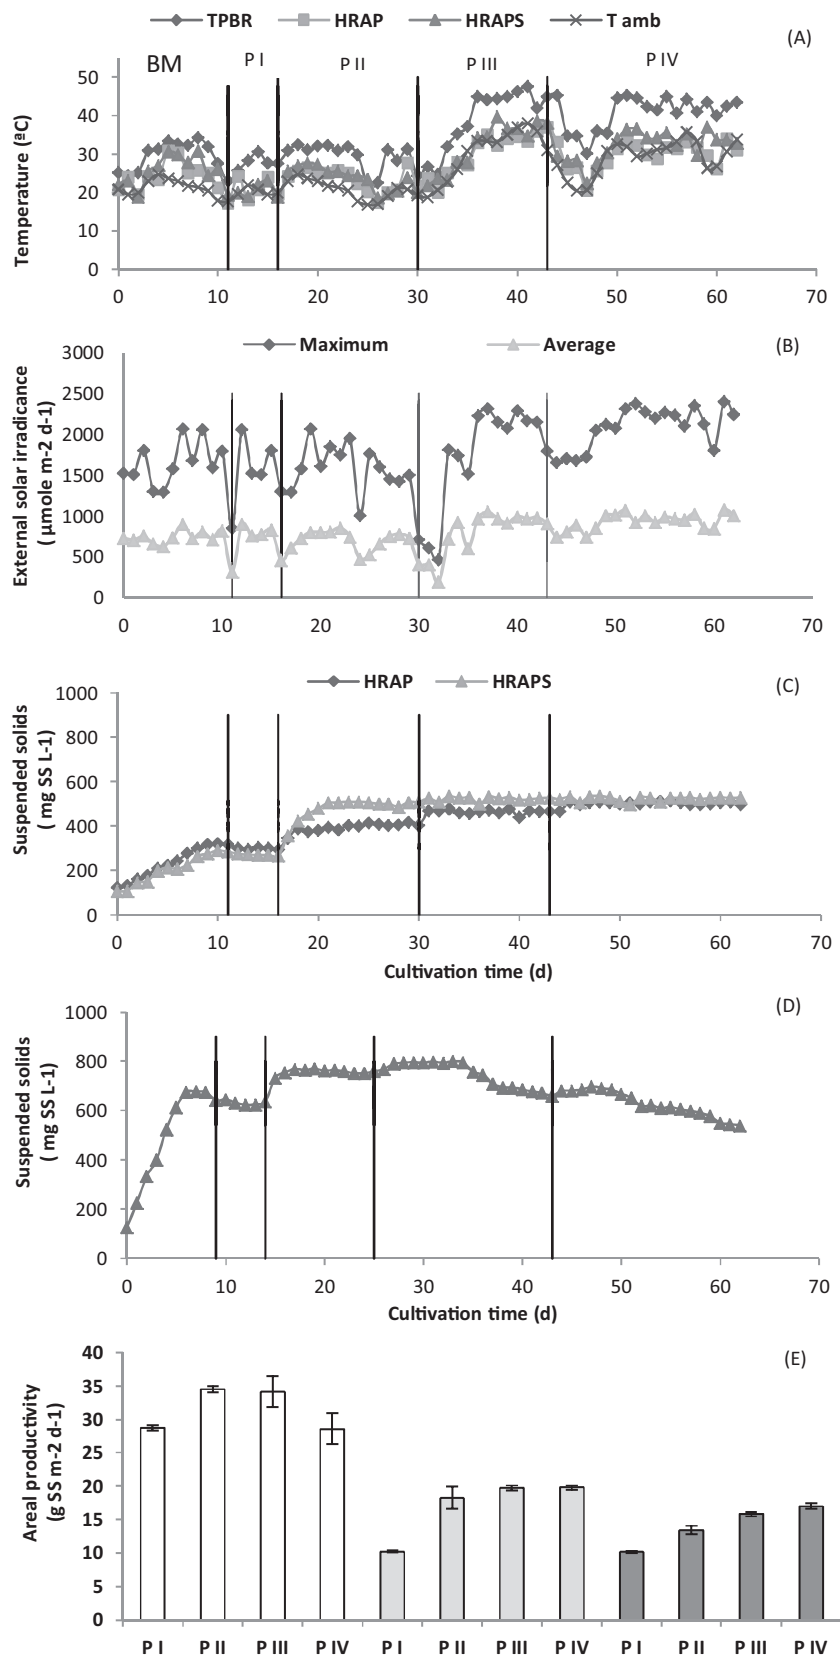 TPBR HRAP HRAPS T amb
(A)
BM P I P II P III P IV
Temperature (ªC)
50
40
30
20
10
0
0 10 20 30 40 50 60 70
Maximum Average
(B)
External solar irradicance
( µmole m-2 d-1)
3000
2500
2000
1500
1000
500
0
0 10 20 30 40 50 60 70
HRAP HRAPS
(C)
Suspended solids
( mg SS L-1)
1000
800
600
400
200
0
0 10 20 30 40 50 60 70
Cultivation time (d)
(D)
Suspended solids
( mg SS L-1)
1000
800
600
400
200
0
0 10 20 30 40 50 60 70
Cultivation time (d)
(E)
Areal productivity
(g SS m-2 d-1)
40
35
30
25
20
15
10
5
0
P I P II P III P IV P I P II P III P IV P I P II P III P IV